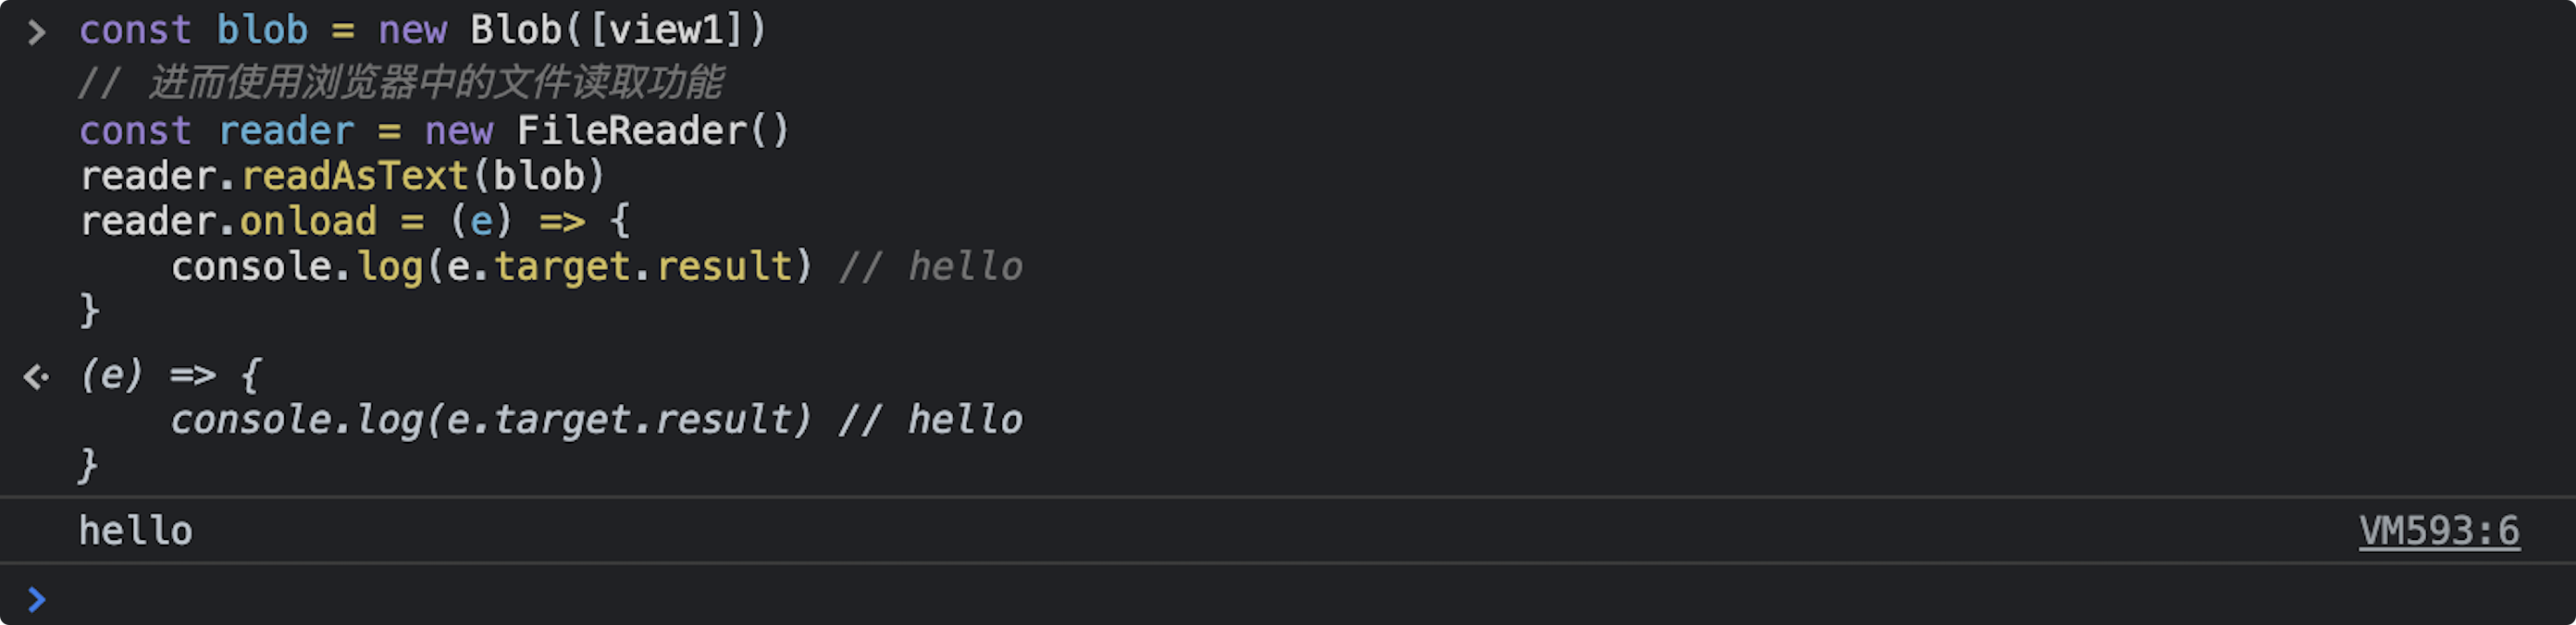 const blob = new Blob([view1])
// 进而使用浏览器中的文件读取功能
const reader = new FileReader()
reader.readAsText(blob)
reader.onload = (e) => {
    console.log(e.target.result) // hello
}
(e) => {
    console.log(e.target.result) // hello
}
hello VM593:6